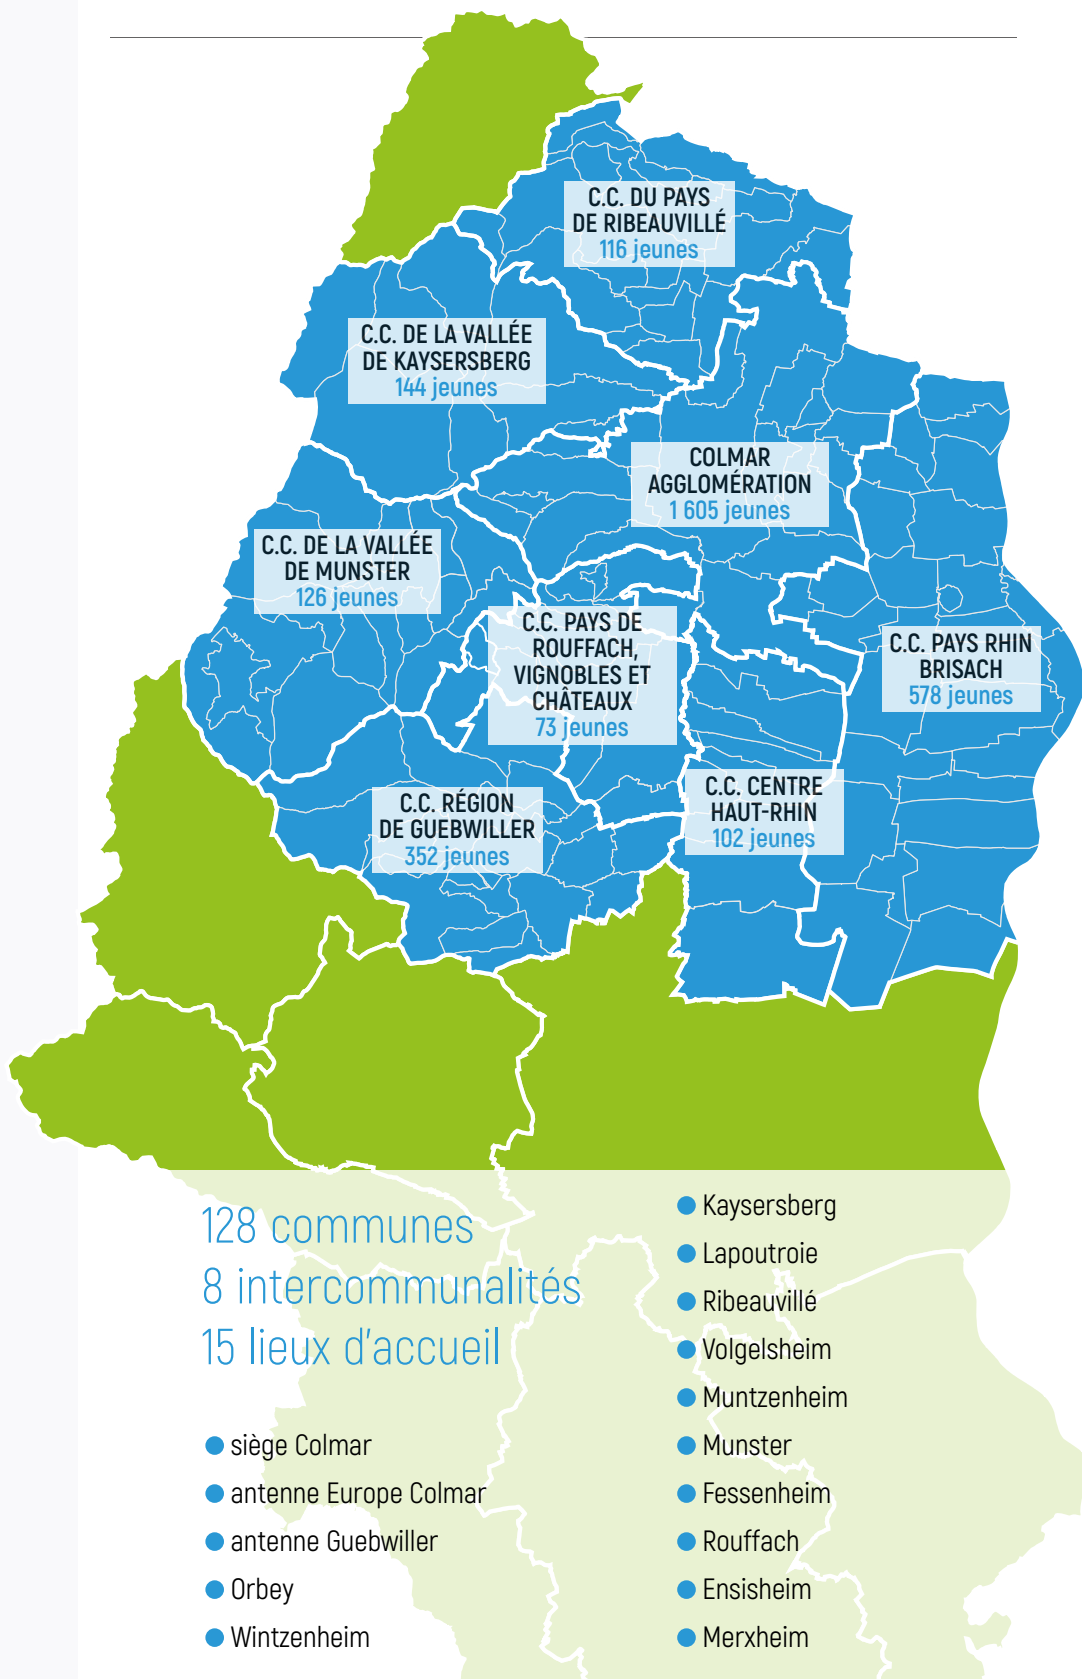 C.C. DU PAYS
DE RIBEAUVILLÉ
116 jeunes
C.C. DE LA VALLÉE
DE KAYSERSBERG
144 jeunes
COLMAR
AGGLOMÉRATION
1 605 jeunes
C.C. DE LA VALLÉE
DE MUNSTER
126 jeunes
C.C. PAYS DE
ROUFFACH,
VIGNOBLES ET
CHÂTEAUX
73 jeunes
C.C. PAYS RHIN
BRISACH
578 jeunes
C.C. RÉGION
DE GUEBWILLER
352 jeunes
C.C. CENTRE
HAUT-RHIN
102 jeunes
128 communes
8 intercommunalités
15 lieux d'accueil
siège Colmar
antenne Europe Colmar
antenne Guebwiller
Orbey
Wintzenheim
Kaysersberg
Lapoutroie
Ribeauvillé
Volgelsheim
Muntzenheim
Munster
Fessenheim
Rouffach
Ensisheim
Merxheim